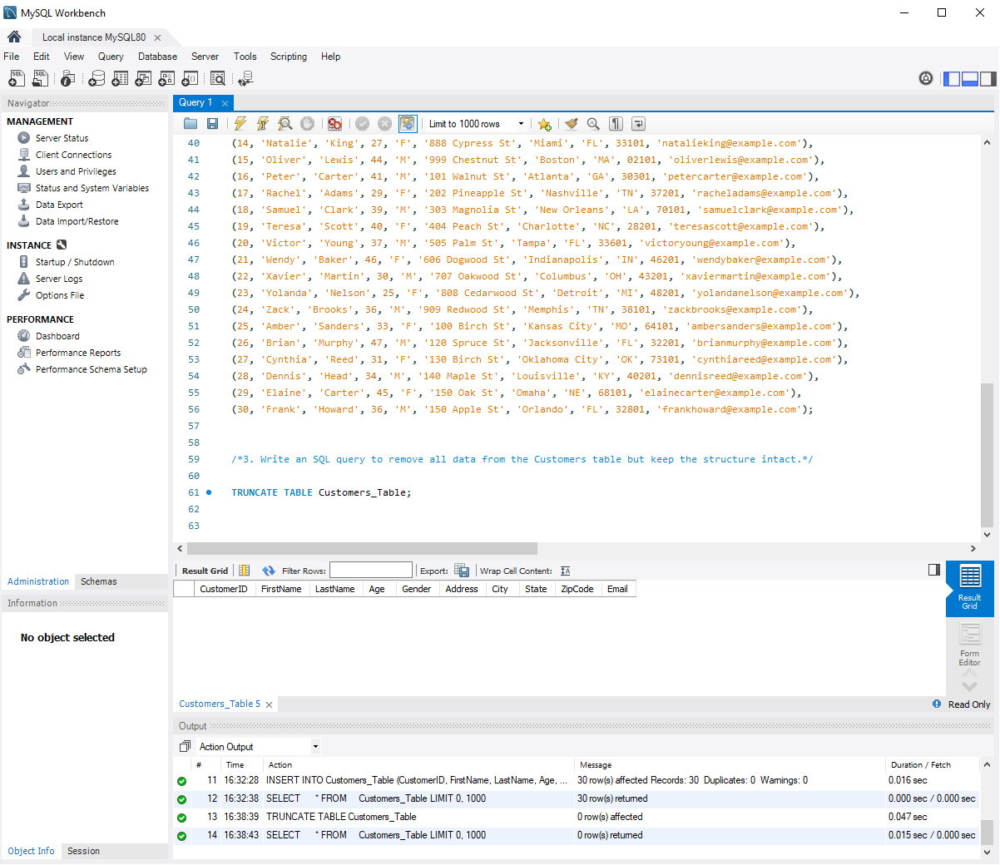 MySQL Workbench
Local instance MySQL80
File Edit View Query Database Server Tools Scripting Help
Navigator
MANAGEMENT
Server Status
Client Connections
Users and Privileges
Status and System Variables
Data Export
Data Import/Restore
INSTANCE
Startup / Shutdown
Server Logs
Options File
PERFORMANCE
Dashboard
Performance Reports
Performance Schema Setup
Administration Schemas
Information
No object selected
Object Info Session
Query 1
Limit to 1000 rows
40 (14, 'Natalie', 'King', 27, 'F', '888 Cypress St', 'Miami', 'FL', 33101, 'natalieking@example.com'),
41 (15, 'Oliver', 'Lewis', 44, 'M', '999 Chestnut St', 'Boston', 'MA', 02101, 'oliverlewis@example.com'),
42 (16, 'Peter', 'Carter', 41, 'M', '101 Walnut St', 'Atlanta', 'GA', 30301, 'petercarter@example.com'),
43 (17, 'Rachel', 'Adams', 29, 'F', '202 Pineapple St', 'Nashville', 'TN', 37201, 'racheladams@example.com'),
44 (18, 'Samuel', 'Clark', 39, 'M', '303 Magnolia St', 'New Orleans', 'LA', 70101, 'samuelclark@example.com'),
45 (19, 'Teresa', 'Scott', 40, 'F', '404 Peach St', 'Charlotte', 'NC', 28201, 'teresascott@example.com'),
46 (20, 'Victor', 'Young', 37, 'M', '505 Palm St', 'Tampa', 'FL', 33601, 'victoryoung@example.com'),
47 (21, 'Wendy', 'Baker', 46, 'F', '606 Dogwood St', 'Indianapolis', 'IN', 46201, 'wendybaker@example.com'),
48 (22, 'Xavier', 'Martin', 30, 'M', '707 Oakwood St', 'Columbus', 'OH', 43201, 'xaviermartin@example.com'),
49 (23, 'Yolanda', 'Nelson', 25, 'F', '808 Cedarwood St', 'Detroit', 'MI', 48201, 'yolandanelson@example.com'),
50 (24, 'Zack', 'Brooks', 36, 'M', '909 Redwood St', 'Memphis', 'TN', 38101, 'zackbrooks@example.com'),
51 (25, 'Amber', 'Sanders', 33, 'F', '100 Birch St', 'Kansas City', 'MO', 64101, 'ambersanders@example.com'),
52 (26, 'Brian', 'Murphy', 47, 'M', '120 Spruce St', 'Jacksonville', 'FL', 32201, 'brianmurphy@example.com'),
53 (27, 'Cynthia', 'Reed', 31, 'F', '130 Birch St', 'Oklahoma City', 'OK', 73101, 'cynthiareed@example.com'),
54 (28, 'Dennis', 'Head', 34, 'M', '140 Maple St', 'Louisville', 'KY', 40201, 'dennisreed@example.com'),
55 (29, 'Elaine', 'Carter', 45, 'F', '150 Oak St', 'Omaha', 'NE', 68101, 'elainecarter@example.com'),
56 (30, 'Frank', 'Howard', 36, 'M', '150 Apple St', 'Orlando', 'FL', 32801, 'frankhoward@example.com');
57
58
59 /*3. Write an SQL query to remove all data from the Customers table but keep the structure intact.*/
60
61 TRUNCATE TABLE Customers_Table;
62
63
Result Grid Filter Rows: Export: Wrap Cell Content:
CustomerID FirstName LastName Age Gender Address City State ZipCode Email
Result
Grid
Form
Editor
Customers_Table 5 Read Only
Output
Action Output
# Time Action Message Duration / Fetch
11 16:32:28 INSERT INTO Customers_Table (CustomerID, FirstName, LastName, Age, ... 30 row(s) affected Records: 30 Duplicates: 0 Warnings: 0 0.016 sec
12 16:32:38 SELECT * FROM Customers_Table LIMIT 0, 1000 30 row(s) returned 0.000 sec / 0.000 sec
13 16:38:39 TRUNCATE TABLE Customers_Table 0 row(s) affected 0.047 sec
14 16:38:43 SELECT * FROM Customers_Table LIMIT 0, 1000 0 row(s) returned 0.015 sec / 0.000 sec